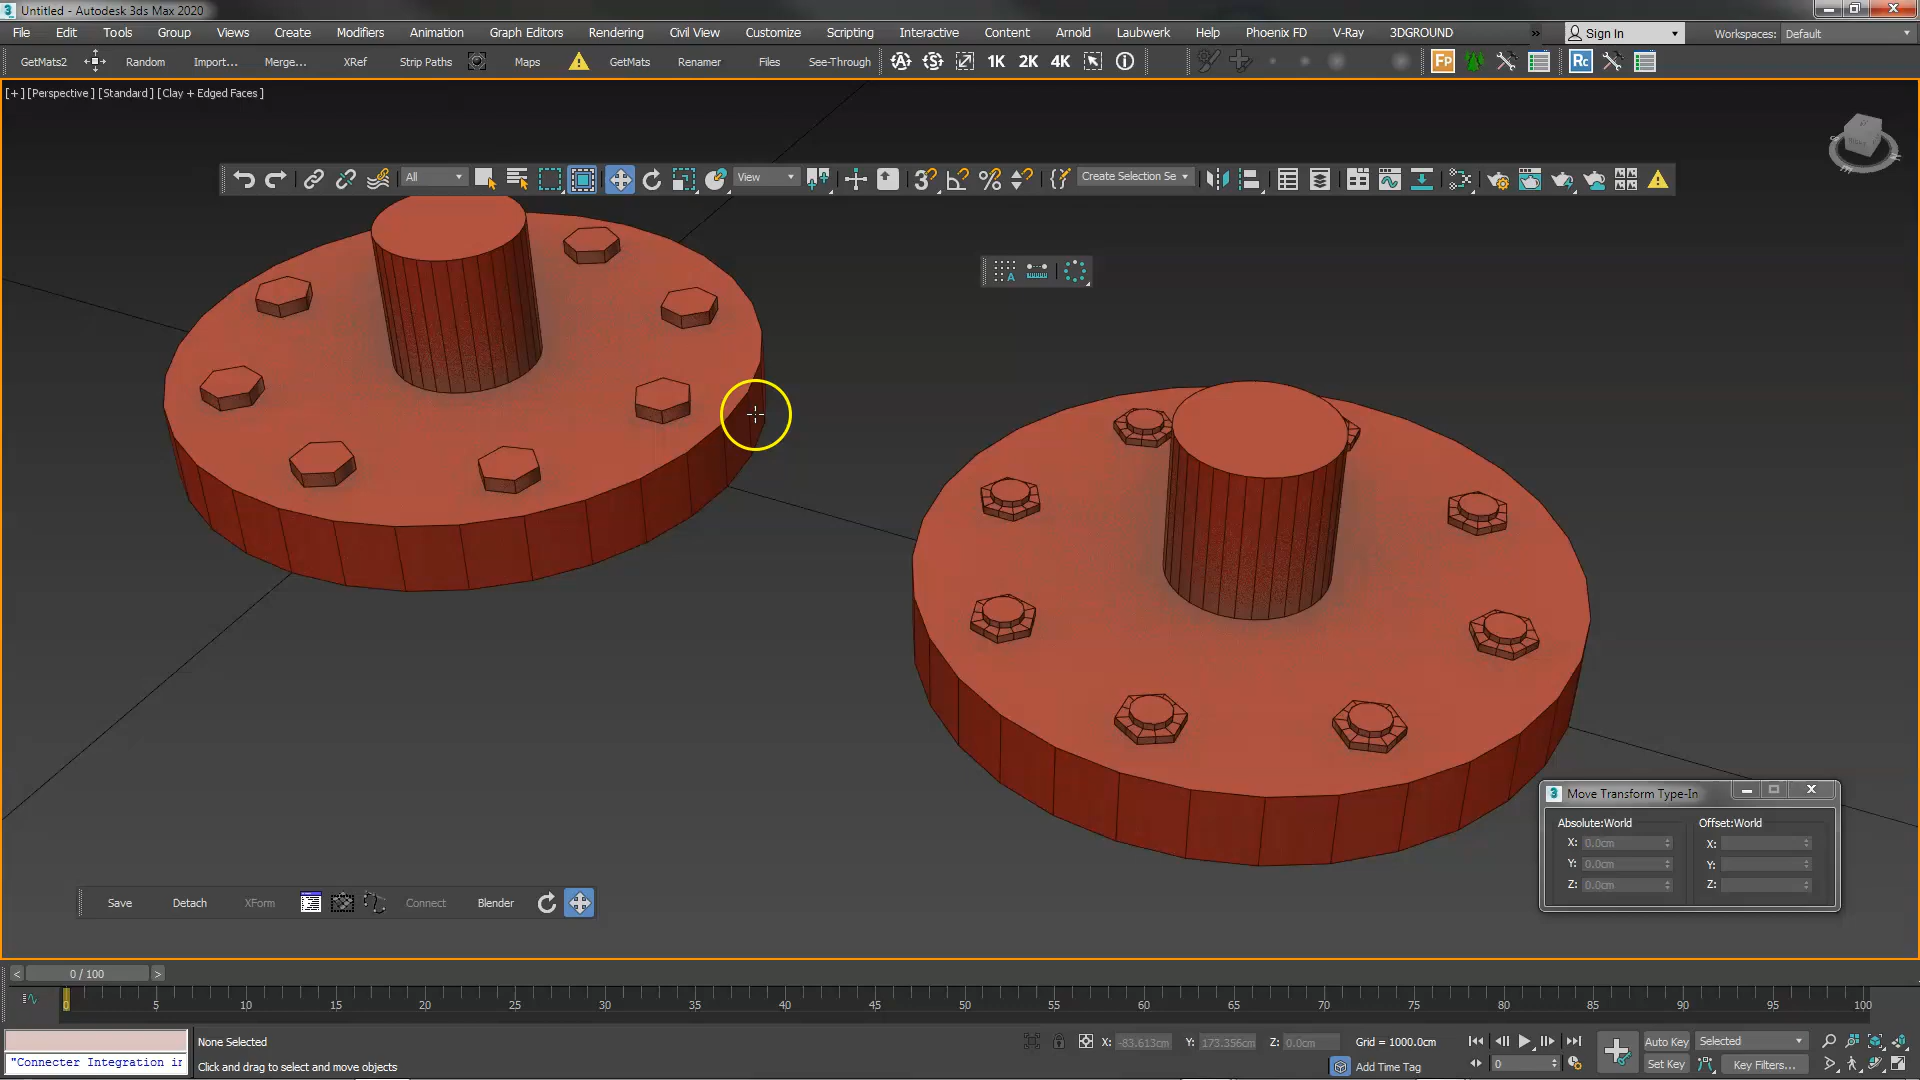 Untitled - Autodesk 3ds Max 2020
File Edit Tools Group Views Create Modifiers Animation Graph Editors Rendering Civil View Customize Scripting Interactive Content Arnold Laubwerk Help Phoenix FD V-Ray 3DGROUND » Sign In Workspaces: Default
GetMats2 Random Import... Merge... XRef Strip Paths Maps GetMats Renamer Files See-Through 1K 2K 4K Fp Rc
[+] [Perspective ] [Standard ] [Clay + Edged Faces ]
All View Create Selection Se
Move Transform Type-In
Absolute:World Offset:World
X: 0.0cm X:
Y: 0.0cm Y:
Z: 0.0cm Z:
Save Detach XForm Connect Blender
< 0 / 100 >
0 5 10 15 20 25 30 35 40 45 50 55 60 65 70 75 80 85 90 95 100
None Selected X: -83.613cm Y: 173.356cm Z: 0.0cm Grid = 1000.0cm Auto Key Selected
"Connecter Integration in Click and drag to select and move objects Add Time Tag 0 Set Key Key Filters...